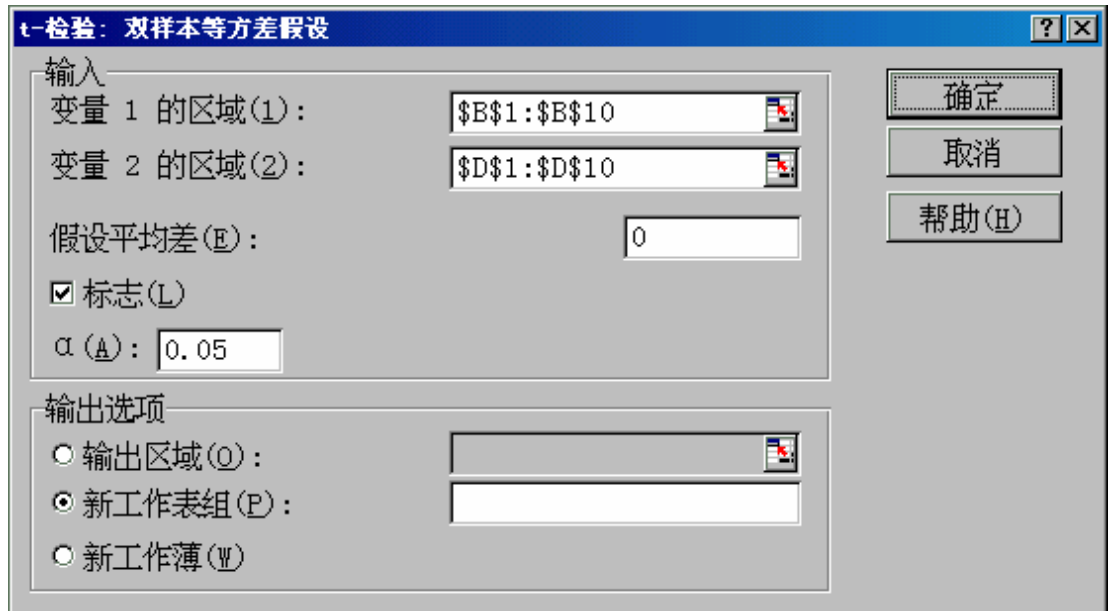 t-检验: 双样本等方差假设
输入
变量 1 的区域(1):
$B$1:$B$10
确定
变量 2 的区域(2):
$D$1:$D$10
取消
假设平均差(E):
0
帮助(H)
标志(L)
α(A):
0.05
输出选项
输出区域(O):
新工作表组(P):
新工作薄(W)